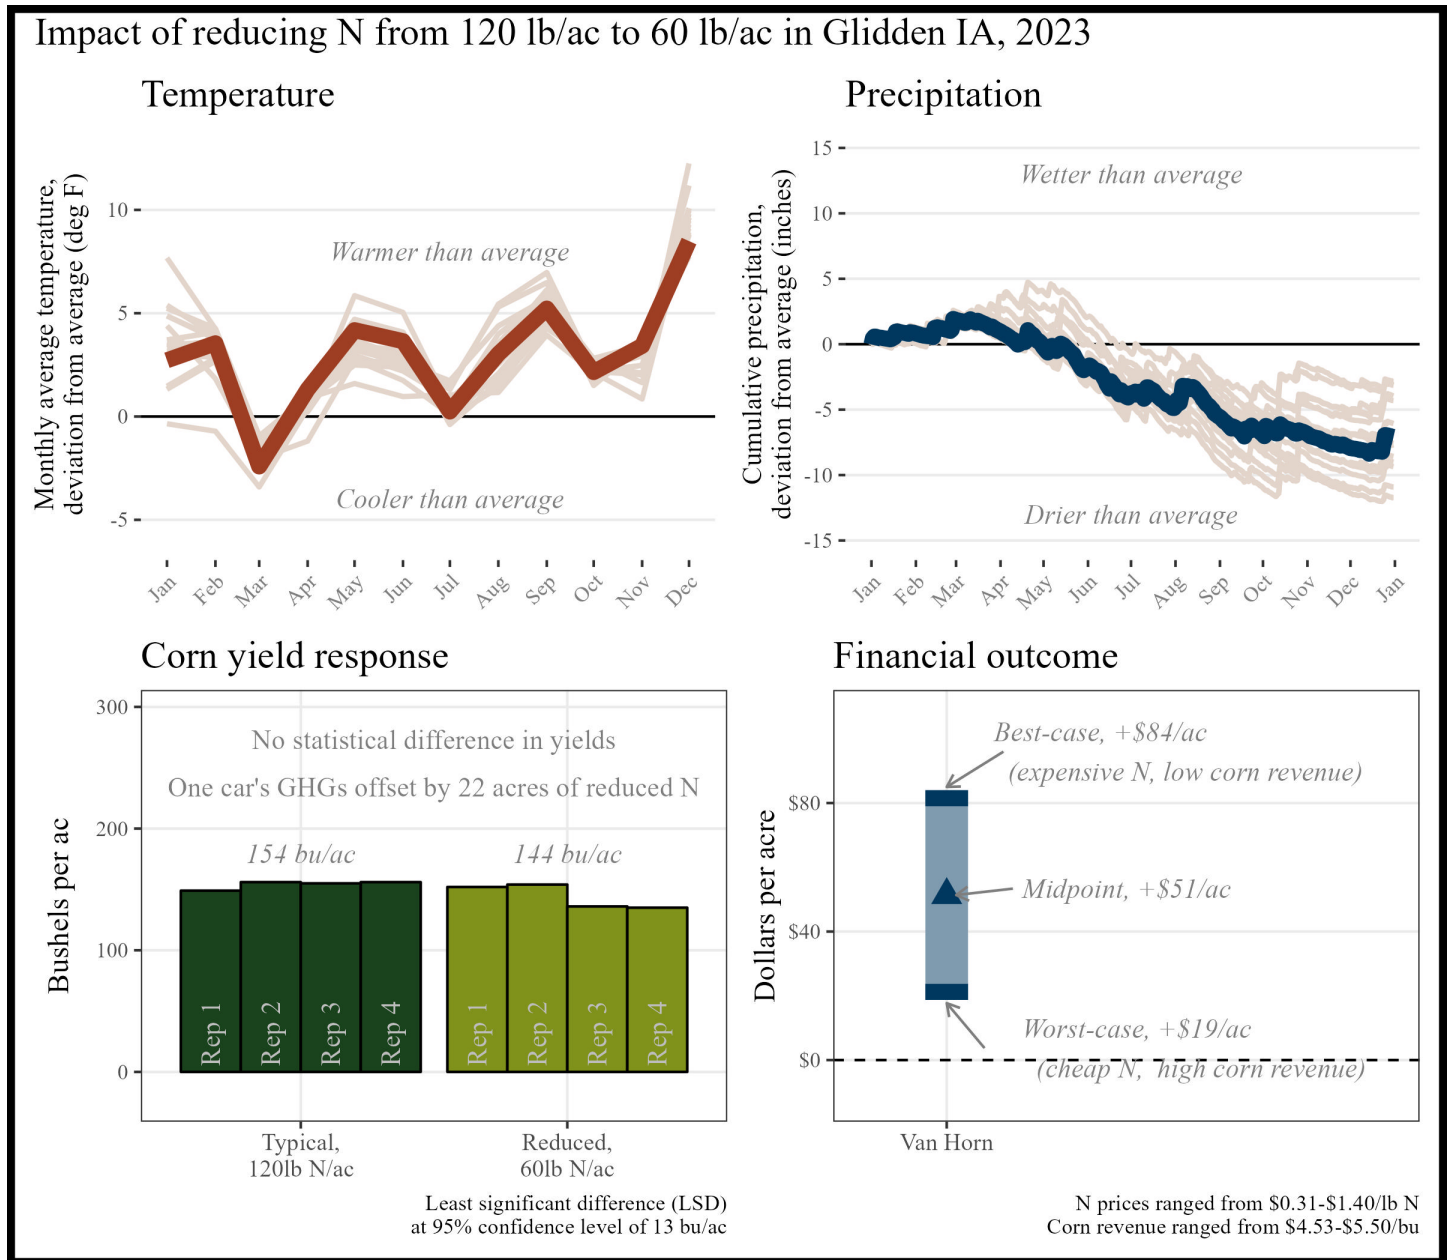 Impact of reducing N from 120 lb/ac to 60 lb/ac in Glidden IA, 2023
Temperature
Monthly average temperature,
deviation from average (deg F)
10
5
0
-5
Warmer than average
Cooler than average
Jan
Feb
Mar
Apr
May
Jun
Jul
Aug
Sep
Oct
Nov
Dec
Precipitation
Cumulative precipitation,
deviation from average (inches)
15
10
5
0
-5
-10
-15
Wetter than average
Drier than average
Jan
Feb
Mar
Apr
May
Jun
Jul
Aug
Sep
Oct
Nov
Dec
Jan
Corn yield response
Bushels per ac
300
200
100
0
No statistical difference in yields
One car's GHGs offset by 22 acres of reduced N
154 bu/ac
144 bu/ac
Rep 1
Rep 2
Rep 3
Rep 4
Rep 1
Rep 2
Rep 3
Rep 4
Typical,
120lb N/ac
Reduced,
60lb N/ac
Least significant difference (LSD)
at 95% confidence level of 13 bu/ac
Financial outcome
Dollars per acre
$80
$40
$0
Best-case, +$84/ac
(expensive N, low corn revenue)
Midpoint, +$51/ac
Worst-case, +$19/ac
(cheap N, high corn revenue)
Van Horn
N prices ranged from $0.31-$1.40/lb N
Corn revenue ranged from $4.53-$5.50/bu